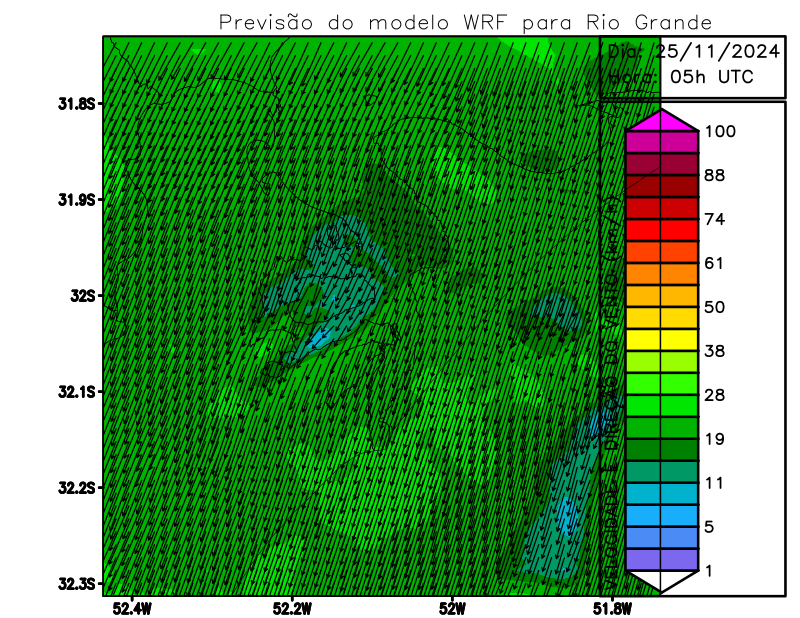 Previsão do modelo WRF para Rio Grande
Dia: 25/11/2024
Hora: 05h UTC
31.8S
31.9S
32S
32.1S
32.2S
32.3S
52.4W
52.2W
52W
51.8W
VELOCIDADE E DIREÇÃO DO VENTO (km/h)
100
88
74
61
50
38
28
19
11
5
1